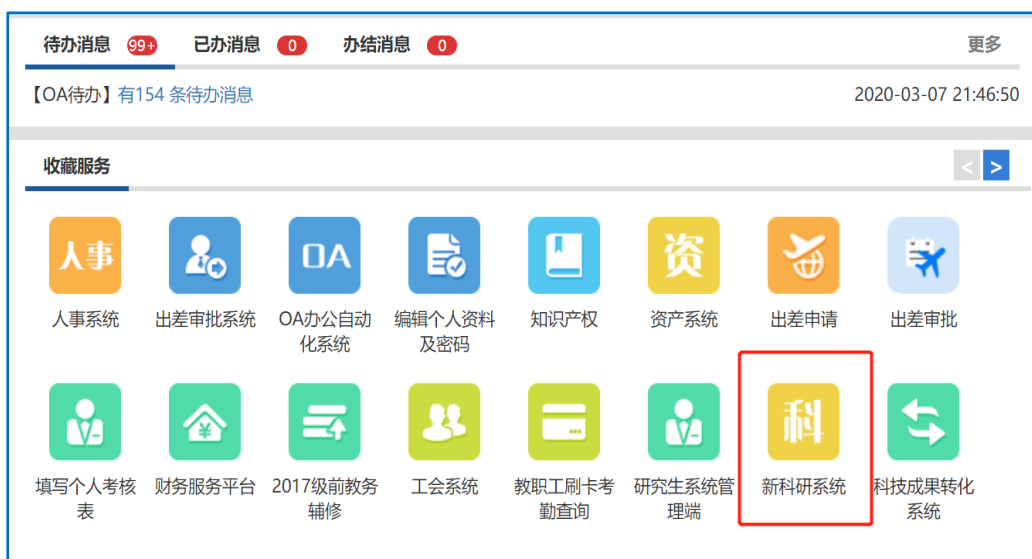 待办消息 99+ 已办消息 0 办结消息 0 更多
【OA待办】有154 条待办消息 2020-03-07 21:46:50
收藏服务 < >
人事 OA 资
人事系统 出差审批系统 OA办公自动 编辑个人资料 知识产权 资产系统 出差申请 出差审批
化系统 及密码
¥ 科
填写个人考核 财务服务平台 2017级前教务 工会系统 教职工刷卡考 研究生系统管 新科研系统 科技成果转化
表 辅修 勤查询 理端 系统